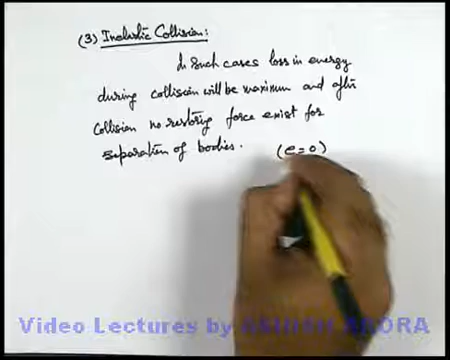 (3) Inelastic Collision:
In such cases loss in energy
during collision will be maximum and after
collision no restoring force exist for
separation of bodies. (e=0)
Video Lectures by ASHISH ARORA